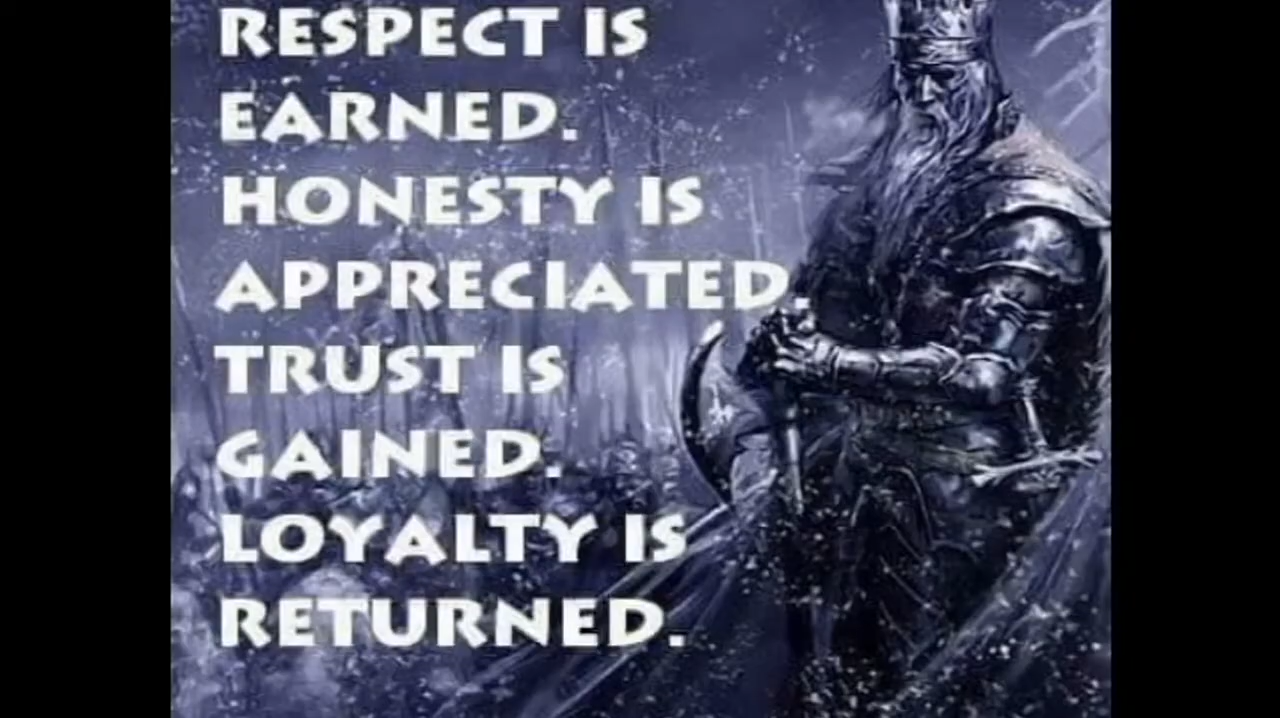 RESPECT IS
EARNED.
HONESTY IS
APPRECIATED.
TRUST IS
GAINED.
LOYALTY IS
RETURNED.